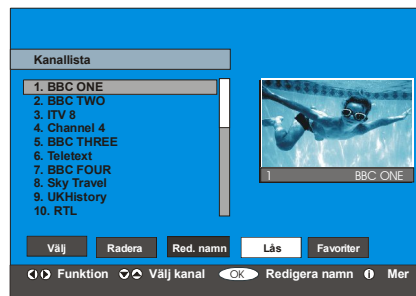 Kanallista
1. BBC ONE
2. BBC TWO
3. ITV 8
4. Channel 4
5. BBC THREE
6. Teletext
7. BBC FOUR
8. Sky Travel
9. UKHistory
10. RTL
1 BBC ONE
Välj Radera Red. namn Lås Favoriter
Funktion Välj kanal OK Redigera namn i Mer